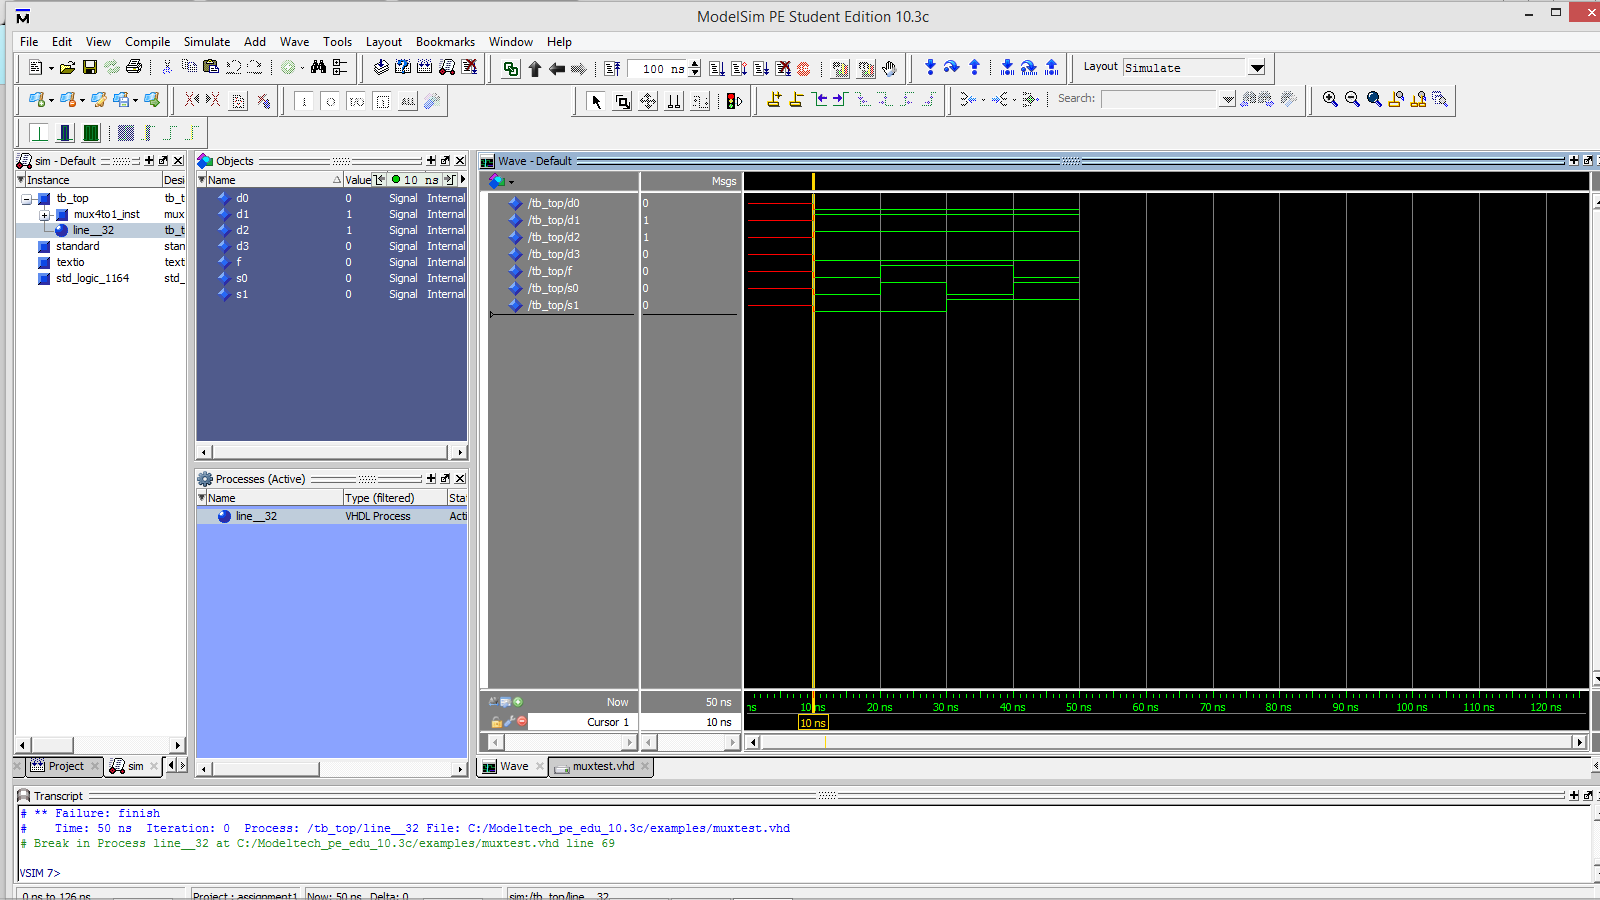 ModelSim PE Student Edition 10.3c
File Edit View Compile Simulate Add Wave Tools Layout Bookmarks Window Help
100 ns
Layout Simulate
Search:
sim - Default
Instance Desi
tb_top tb_t
mux4to1_inst mux
line__32 tb_t
standard stan
textio text
std_logic_1164 std_
Project
sim
Objects
Name Value 10 ns
d0 0 Signal Internal
d1 1 Signal Internal
d2 1 Signal Internal
d3 0 Signal Internal
f 0 Signal Internal
s0 0 Signal Internal
s1 0 Signal Internal
Processes (Active)
Name Type (filtered) Sta
line__32 VHDL Process Acti
Wave - Default
Msgs
/tb_top/d0 0
/tb_top/d1 1
/tb_top/d2 1
/tb_top/d3 0
/tb_top/f 0
/tb_top/s0 0
/tb_top/s1 0
Now 50 ns
ns 10 ns 20 ns 30 ns 40 ns 50 ns 60 ns 70 ns 80 ns 90 ns 100 ns 110 ns 120 ns
Cursor 1 10 ns
10 ns
Wave
muxtest.vhd
Transcript
# ** Failure: finish
# Time: 50 ns Iteration: 0 Process: /tb_top/line__32 File: C:/Modeltech_pe_edu_10.3c/examples/muxtest.vhd
# Break in Process line__32 at C:/Modeltech_pe_edu_10.3c/examples/muxtest.vhd line 69
VSIM 7>
0 ns to 126 ns Project : assignment1 Now: 50 ns Delta: 0 sim:/tb_top/line__32